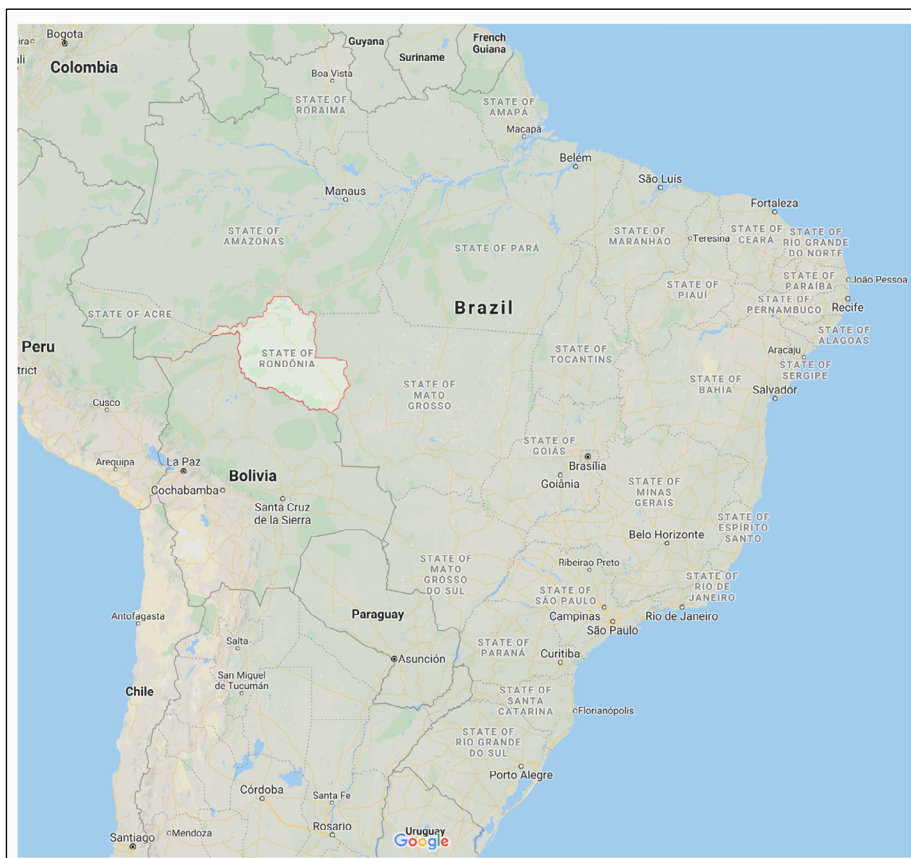 Bogota
Colombia
Guyana
Suriname
French
Guiana
Boa Vista
STATE OF
RORAIMA
STATE OF
AMAPÁ
Macapá
Belém
São Luís
Manaus
Fortaleza
STATE OF
AMAZONAS
STATE OF PARÁ
STATE OF
MARANHÃO
Teresina
STATE OF
CEARÁ
STATE OF
RIO GRANDE
DO NORTE
STATE OF
PARAÍBA
João Pessoa
STATE OF
PIAUÍ
STATE OF
PERNAMBUCO
Recife
STATE OF ACRE
Brazil
STATE OF
ALAGOAS
Peru
trict
STATE OF
RONDÔNIA
STATE OF
TOCANTINS
Aracaju
STATE OF
SERGIPE
STATE OF
MATO
GROSSO
STATE OF
BAHIA
Salvador
Cusco
STATE OF
GOIÁS
Brasília
Goiânia
Arequipa
La Paz
Bolivia
Cochabamba
Santa Cruz
de la Sierra
STATE OF
MINAS
GERAIS
STATE OF
ESPÍRITO
SANTO
Belo Horizonte
STATE OF
MATO
GROSSO
DO SUL
Ribeirao Preto
STATE OF
RIO DE
JANEIRO
STATE OF
SÃO PAULO
Campinas
São Paulo
Rio de Janeiro
Antofagasta
Paraguay
Salta
STATE OF
PARANÁ
Curitiba
Asunción
San Miguel
de Tucumán
Chile
STATE OF
SANTA
CATARINA
Florianópolis
STATE OF
RIO GRANDE
DO SUL
Porto Alegre
Córdoba
Santa Fe
Rosario
Mendoza
Santiago
Uruguay
Google